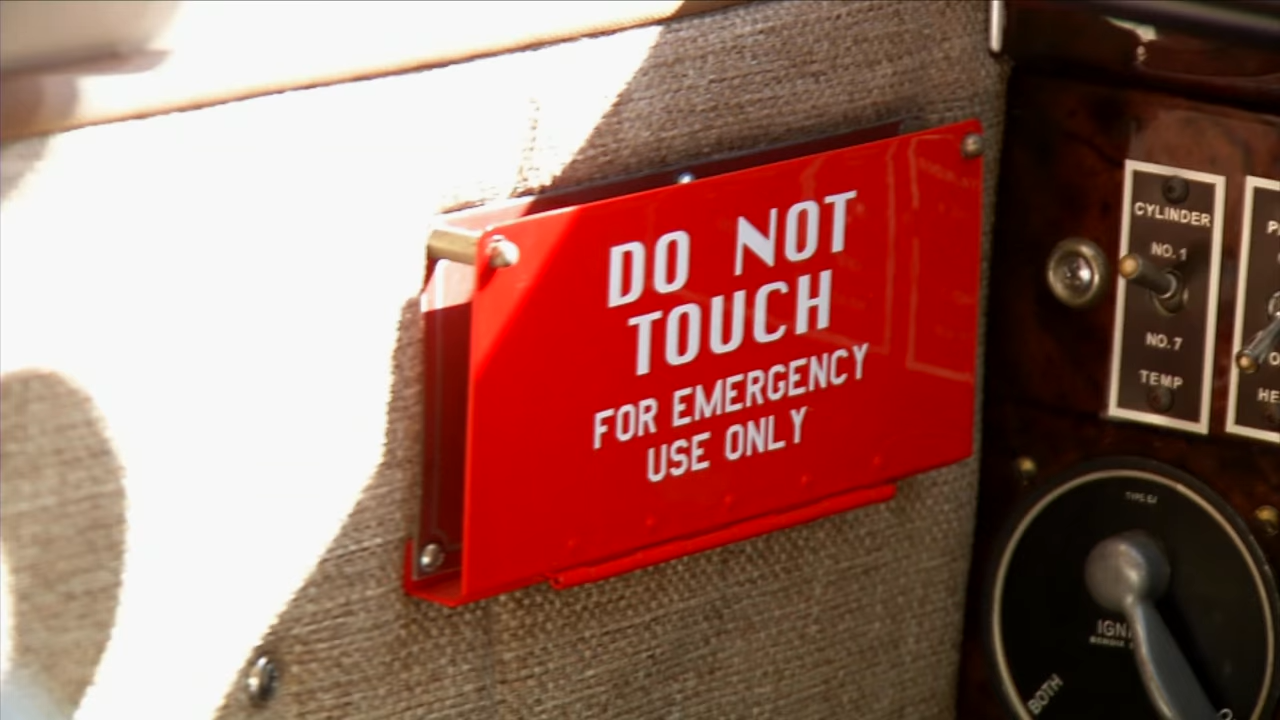 DO NOT
TOUCH
FOR EMERGENCY
USE ONLY
CYLINDER
NO. 1
NO. 7
TEMP
BOTH